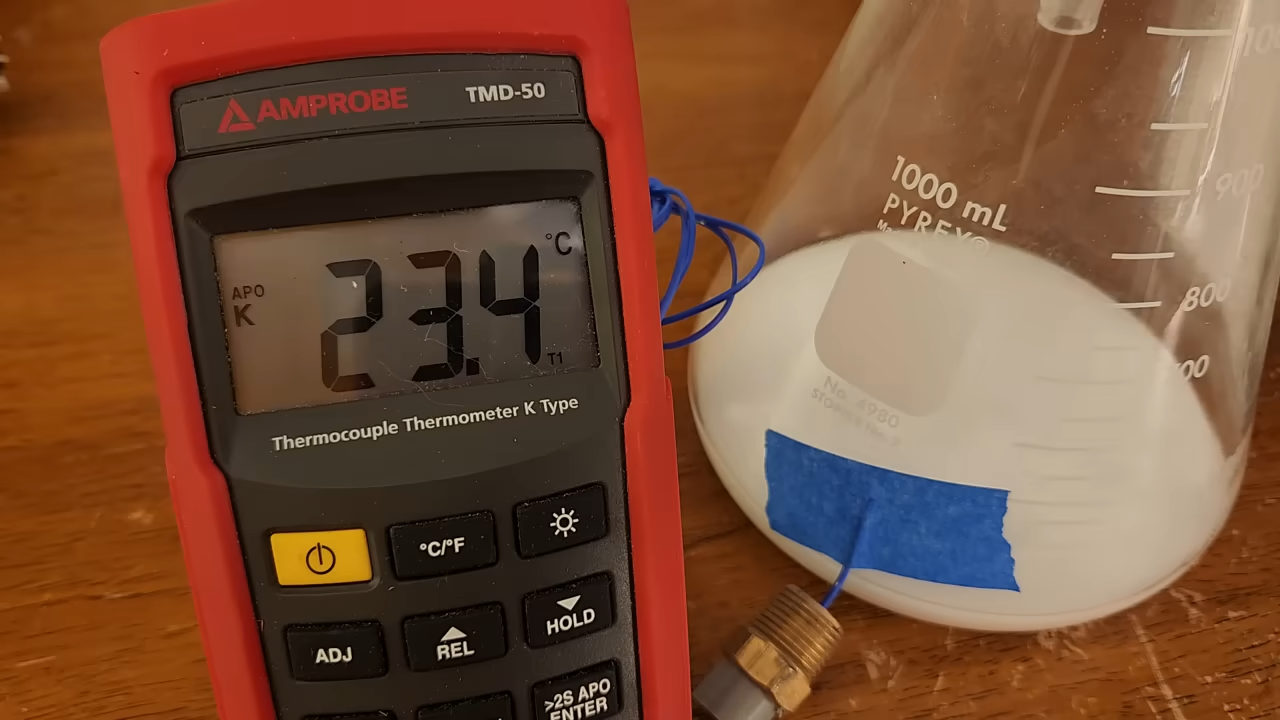 AMPROBE
TMD-50
°C
APO
K
23.4
T1
Thermocouple Thermometer K Type
°C/°F
ADJ
REL
HOLD
>2S APO
ENTER
1000 mL
PYREX®
900
800
No. 4980